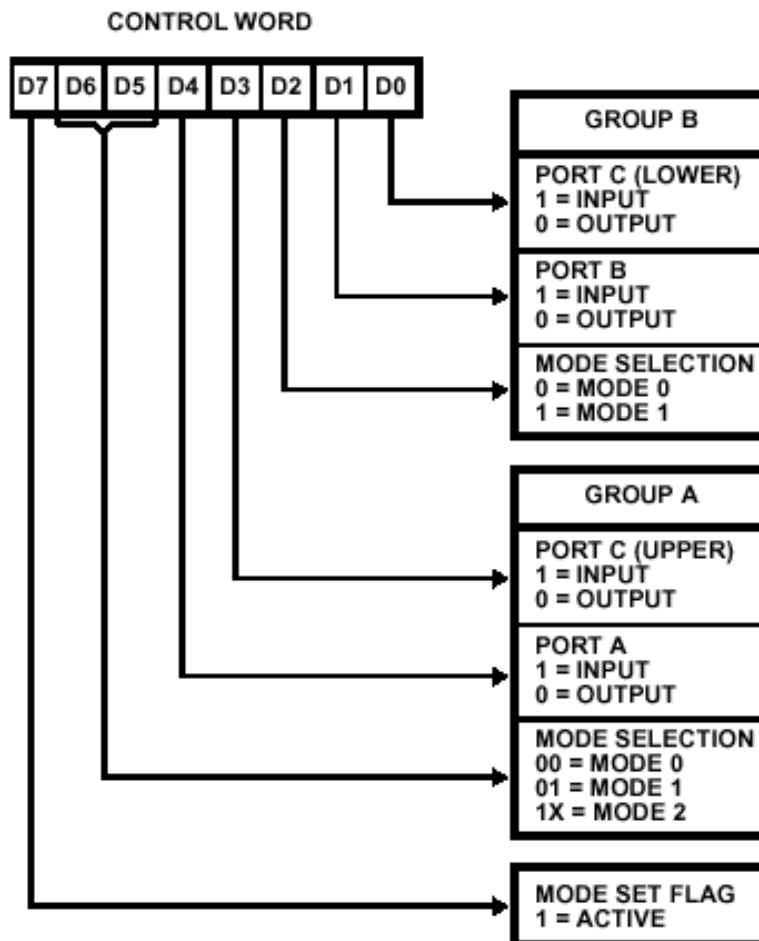 CONTROL WORD
D7 D6 D5 D4 D3 D2 D1 D0
GROUP B
PORT C (LOWER)
1 = INPUT
0 = OUTPUT
PORT B
1 = INPUT
0 = OUTPUT
MODE SELECTION
0 = MODE 0
1 = MODE 1
GROUP A
PORT C (UPPER)
1 = INPUT
0 = OUTPUT
PORT A
1 = INPUT
0 = OUTPUT
MODE SELECTION
00 = MODE 0
01 = MODE 1
1X = MODE 2
MODE SET FLAG
1 = ACTIVE